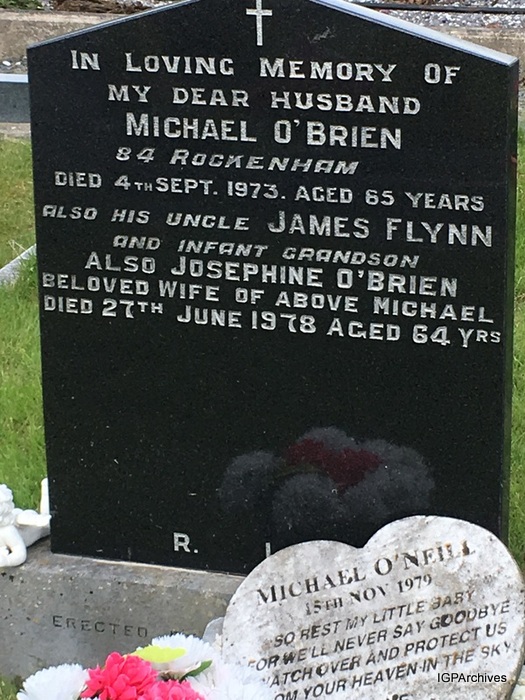 IN LOVING MEMORY OF
MY DEAR HUSBAND
MICHAEL O'BRIEN
84 ROCKENHAM
DIED 4TH SEPT. 1973. AGED 65 YEARS
ALSO HIS UNCLE JAMES FLYNN
AND INFANT GRANDSON
ALSO JOSEPHINE O'BRIEN
BELOVED WIFE OF ABOVE MICHAEL
DIED 27TH JUNE 1978 AGED 64 YRS
R.
ERECTED
MICHAEL O'NEILL
15TH NOV 1979
SO REST MY LITTLE BABY
FOR WE'LL NEVER SAY GOODBYE
WATCH OVER AND PROTECT US
FROM YOUR HEAVEN IN THE SKY
IGPArchives